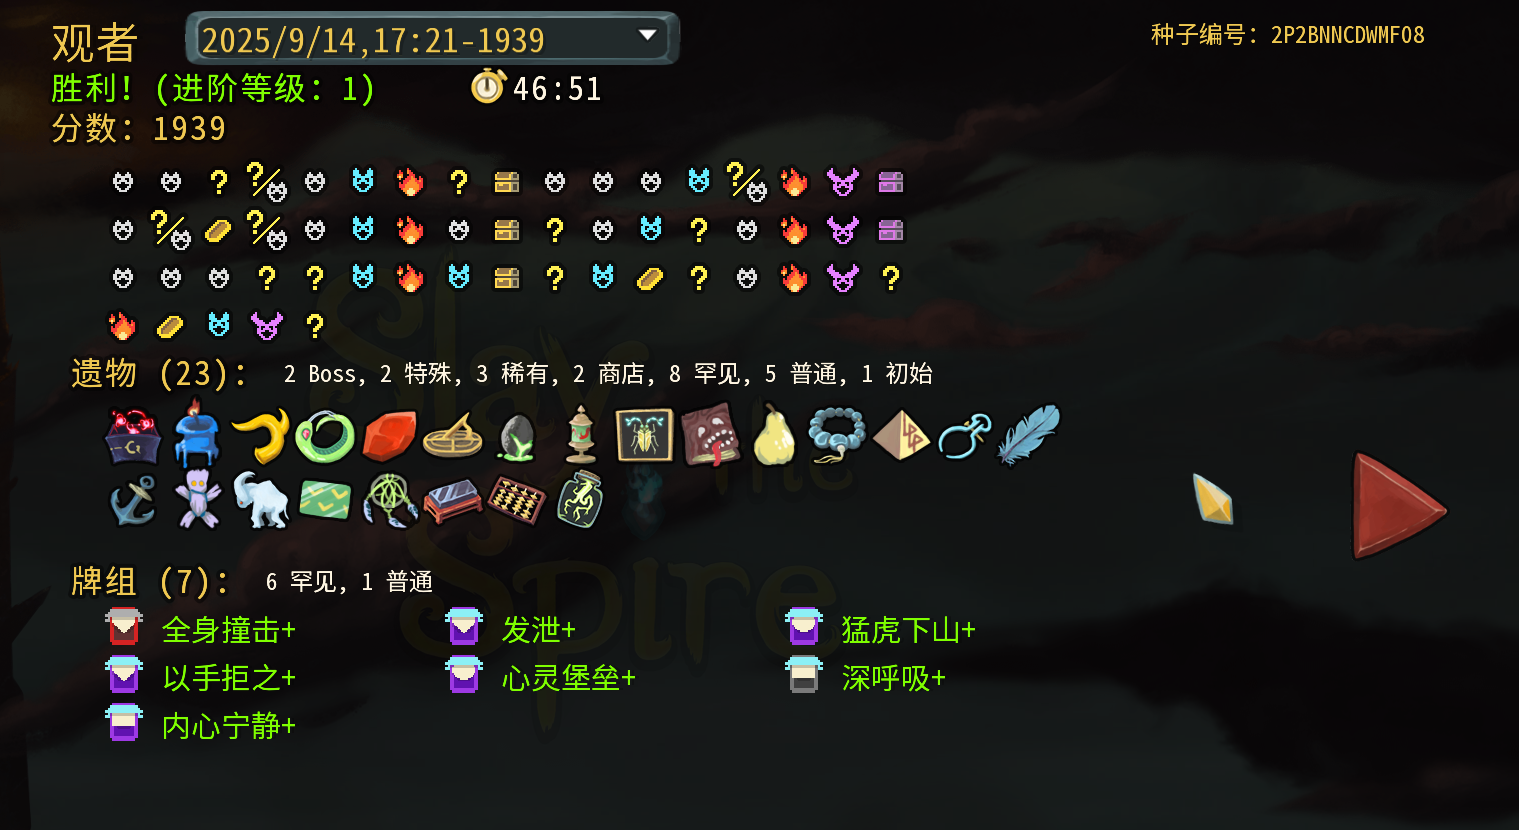 观者
2025/9/14,17:21-1939
种子编号: 2P2BNNCDWMF08
胜利! (进阶等级: 1)
46:51
分数: 1939
遗物 (23):
2 Boss, 2 特殊, 3 稀有, 2 商店, 8 罕见, 5 普通, 1 初始
牌组 (7):
6 罕见, 1 普通
全身撞击+
发泄+
猛虎下山+
以手拒之+
心灵堡垒+
深呼吸+
内心宁静+
Slay
The
Spire